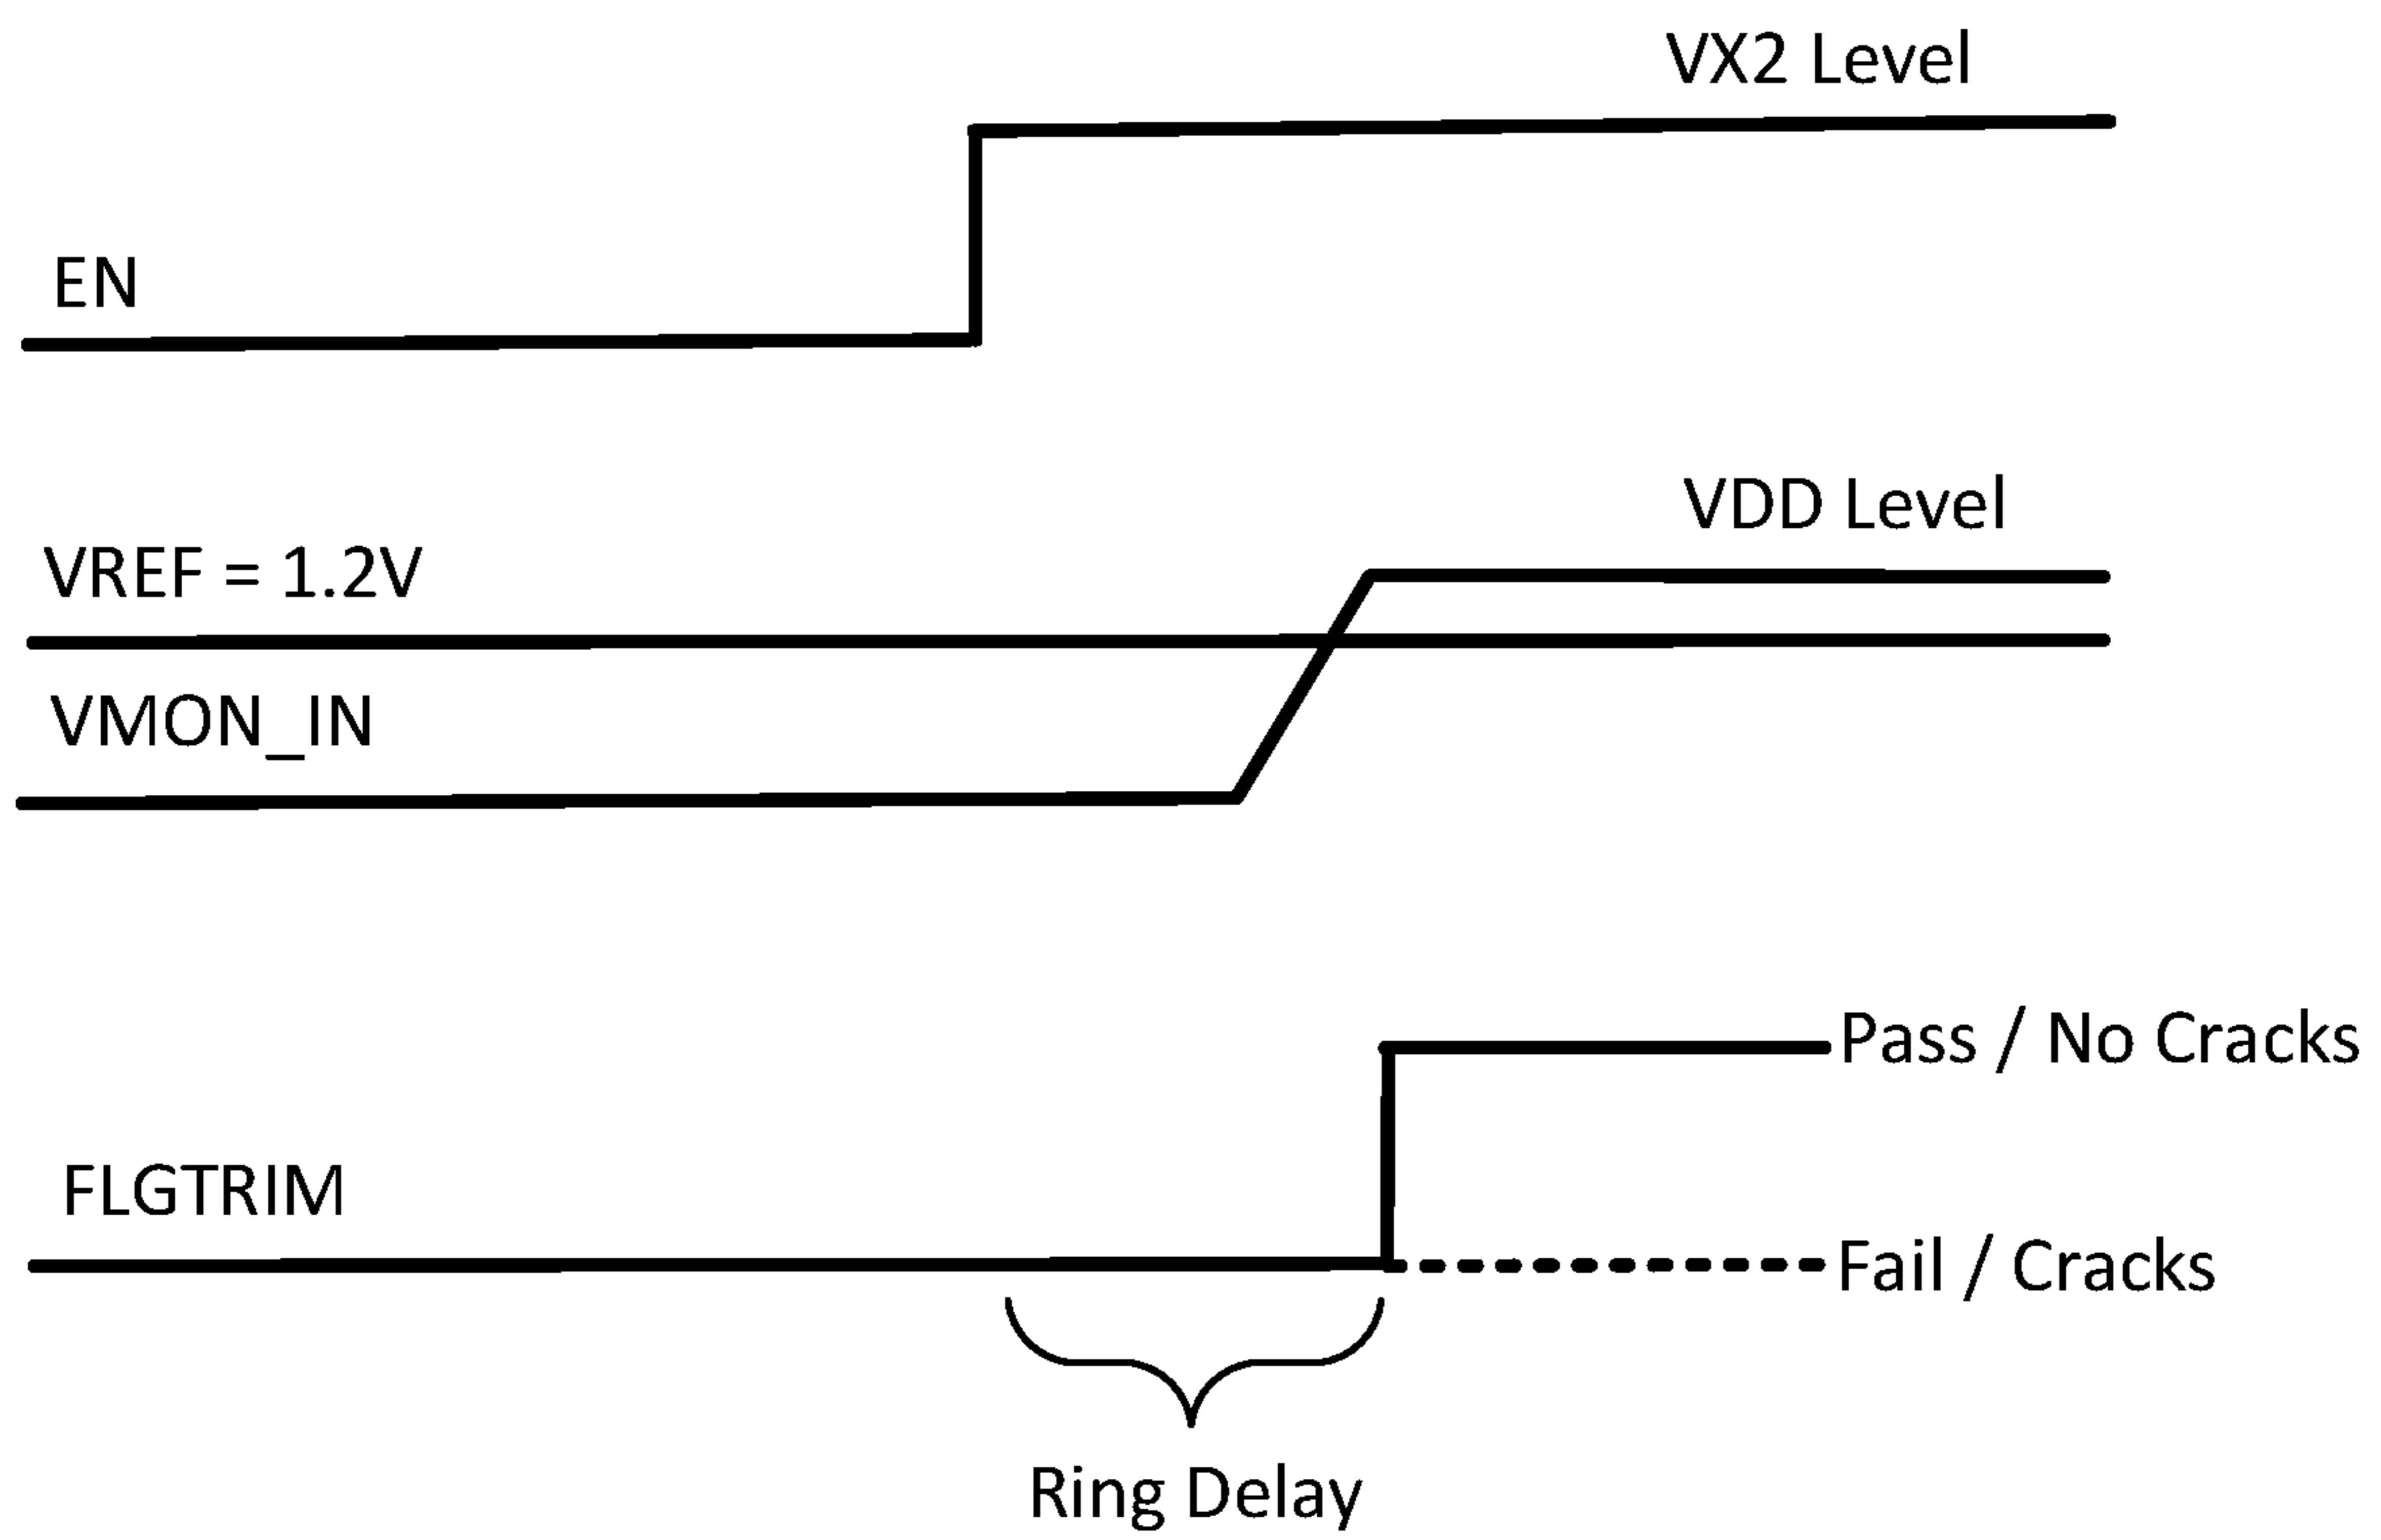 VX2 Level
EN
VDD Level
VREF = 1.2V
VMON_IN
Pass / No Cracks
FLGTRIM
Fail / Cracks
Ring Delay